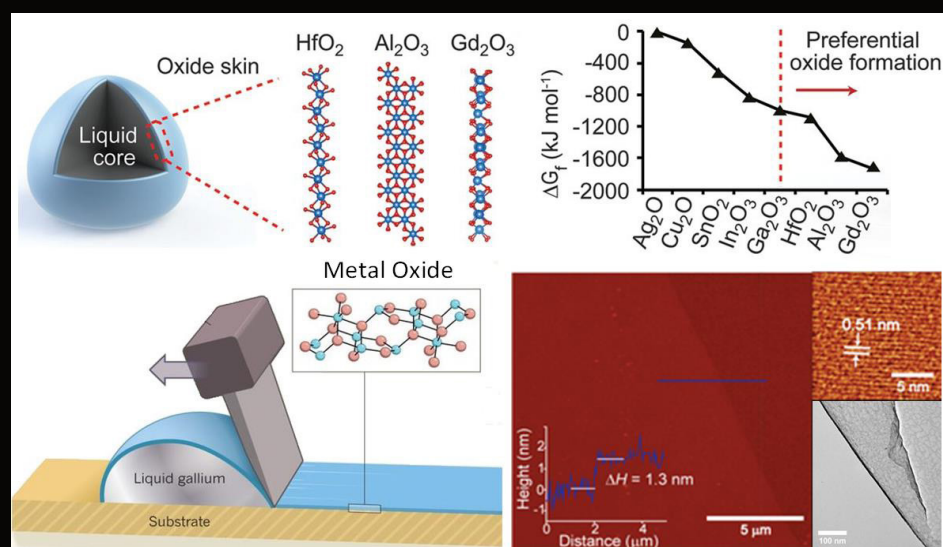 Oxide skin
Liquid
core
HfO₂
Al₂O₃
Gd₂O₃
ΔG_f (kJ mol⁻¹)
0
-400
-800
-1200
-1600
-2000
Preferential
oxide formation
Ag₂O
Cu₂O
SnO₂
In₂O₃
Ga₂O₃
HfO₂
Al₂O₃
Gd₂O₃
Metal Oxide
Liquid gallium
Substrate
Height (nm)
2
1
0
-1
ΔH = 1.3 nm
0
2
4
Distance (μm)
5 μm
0.51 nm
5 nm
100 nm